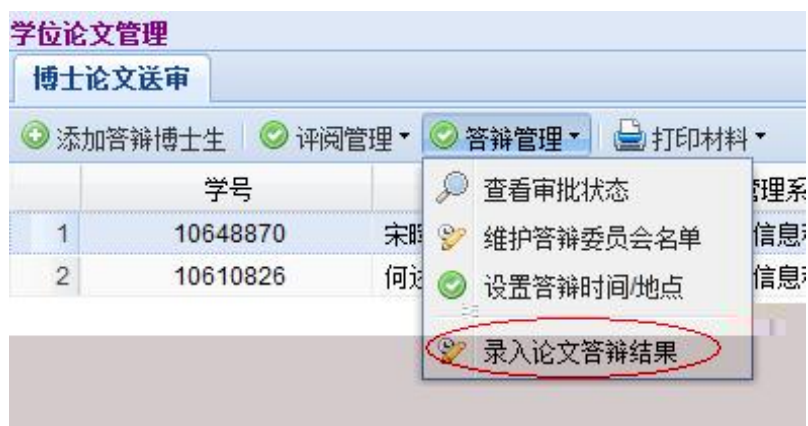 学位论文管理
博士论文送审
添加答辩博士生 评阅管理 答辩管理 打印材料
学号 管理系
查看审批状态
1 10648870 宋 信息
维护答辩委员会名单
2 10610826 何 信息
设置答辩时间/地点
录入论文答辩结果